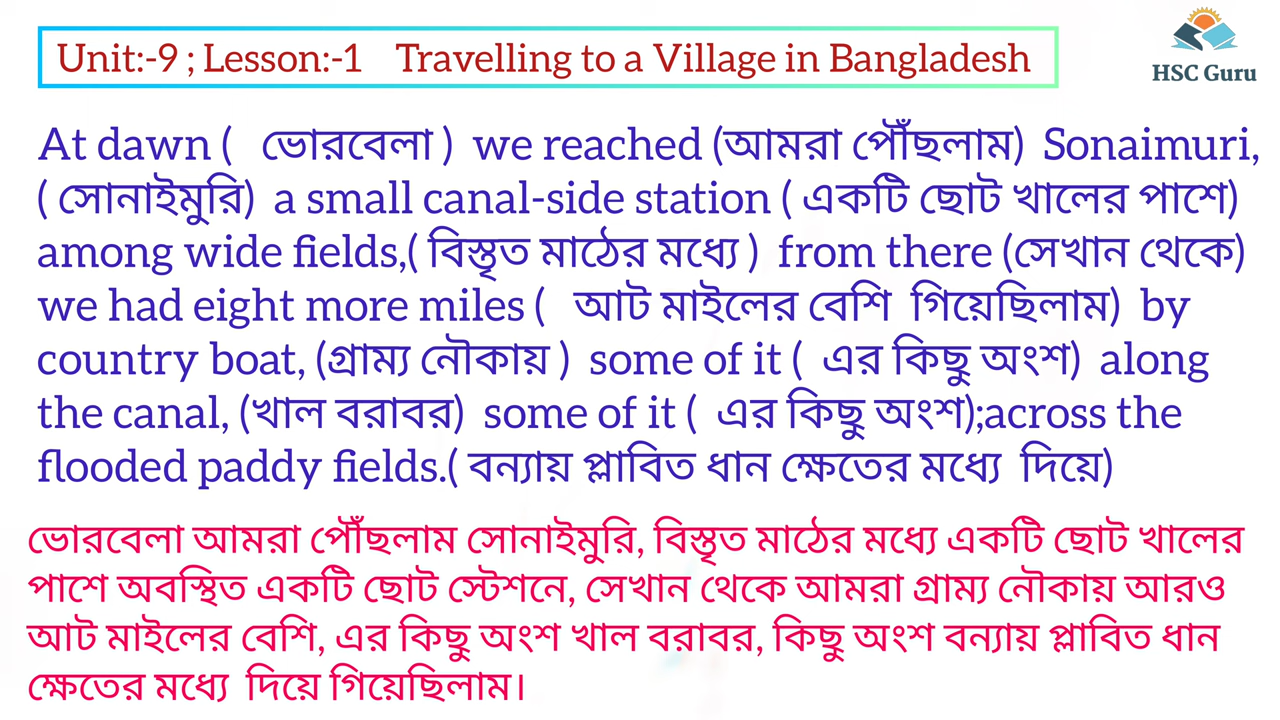 Unit:-9 ; Lesson:-1 Travelling to a Village in Bangladesh
HSC Guru
At dawn ( ভোরবেলা ) we reached (আমরা পৌঁছলাম) Sonaimuri,
( সোনাইমুরি) a small canal-side station ( একটি ছোট খালের পাশে)
among wide fields,( বিস্তৃত মাঠের মধ্যে ) from there (সেখান থেকে)
we had eight more miles ( আট মাইলের বেশি গিয়েছিলাম) by
country boat, (গ্রাম্য নৌকায় ) some of it ( এর কিছু অংশ) along
the canal, (খাল বরাবর) some of it ( এর কিছু অংশ);across the
flooded paddy fields.( বন্যায় প্লাবিত ধান ক্ষেতের মধ্যে দিয়ে)
ভোরবেলা আমরা পৌঁছলাম সোনাইমুরি, বিস্তৃত মাঠের মধ্যে একটি ছোট খালের
পাশে অবস্থিত একটি ছোট স্টেশনে, সেখান থেকে আমরা গ্রাম্য নৌকায় আরও
আট মাইলের বেশি, এর কিছু অংশ খাল বরাবর, কিছু অংশ বন্যায় প্লাবিত ধান
ক্ষেতের মধ্যে দিয়ে গিয়েছিলাম।